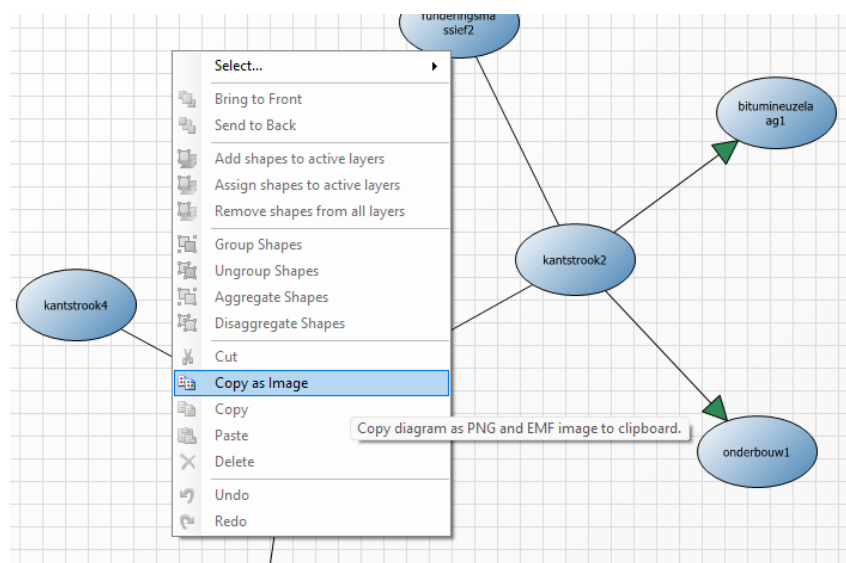 funderingsma
ssief2
Select...
Bring to Front
Send to Back
bitumineuzela
ag1
Add shapes to active layers
Assign shapes to active layers
Remove shapes from all layers
Group Shapes
Ungroup Shapes
kantstrook2
Aggregate Shapes
kantstrook4
Disaggregate Shapes
Cut
Copy as Image
Copy
Copy diagram as PNG and EMF image to clipboard.
Paste
Delete
onderbouw1
Undo
Redo